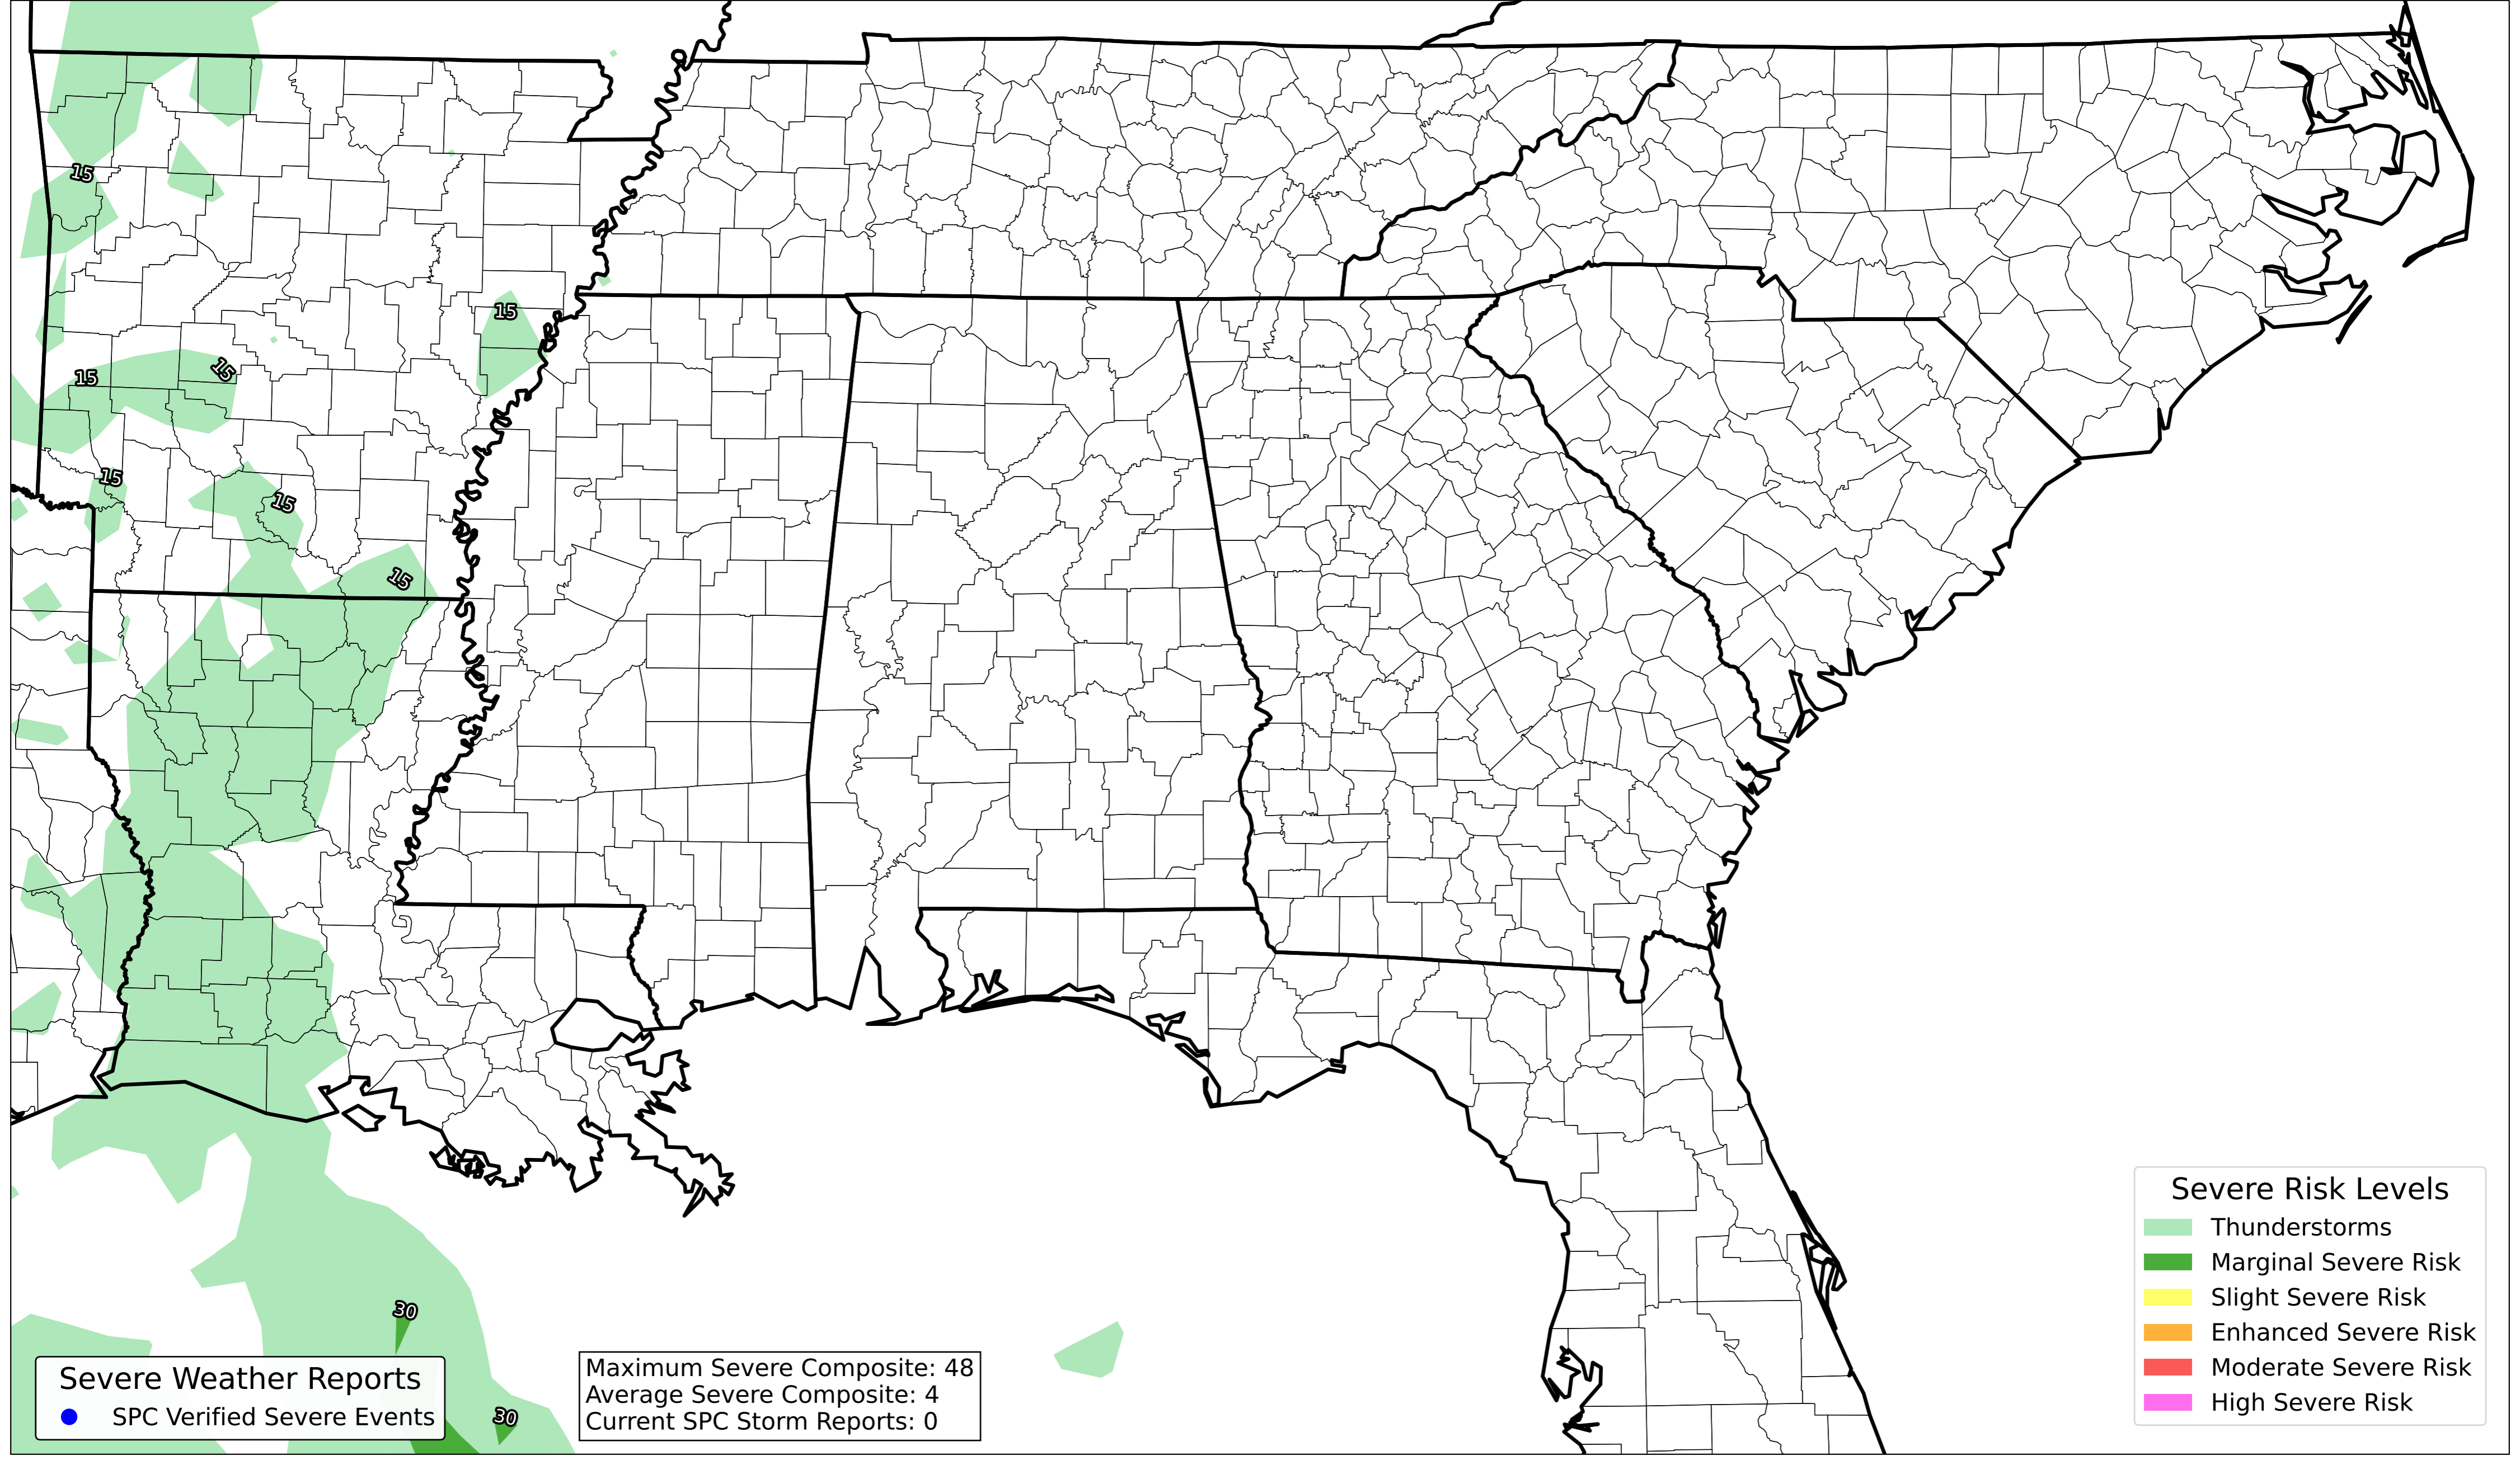 15
15
15
15
15
15
15
30
30
Severe Weather Reports
SPC Verified Severe Events
Maximum Severe Composite: 48
Average Severe Composite: 4
Current SPC Storm Reports: 0
Severe Risk Levels
Thunderstorms
Marginal Severe Risk
Slight Severe Risk
Enhanced Severe Risk
Moderate Severe Risk
High Severe Risk